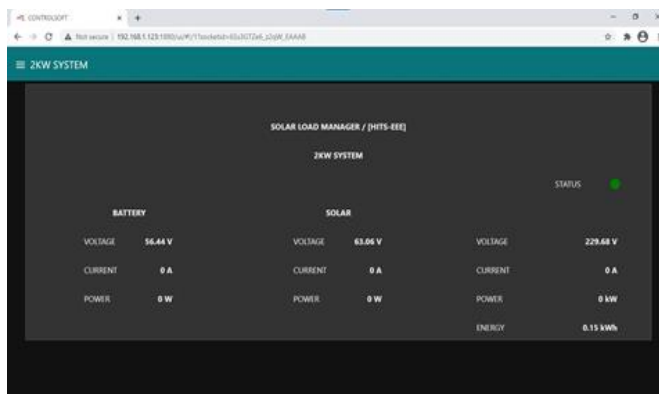 CONTROLSOFT
Not secure | 192.168.1.123:1880/ui/#!/1?socketid=
2KW SYSTEM
SOLAR LOAD MANAGER / [HITS-EEE]
2KW SYSTEM
STATUS
BATTERY SOLAR
VOLTAGE 56.44 V VOLTAGE 63.06 V VOLTAGE 229.68 V
CURRENT 0 A CURRENT 0 A CURRENT 0 A
POWER 0 W POWER 0 W POWER 0 kW
ENERGY 0.15 kWh